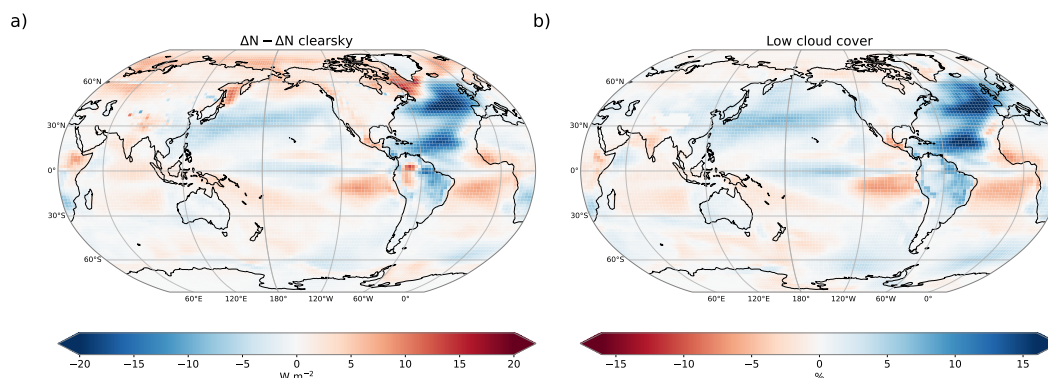 a)
ΔN − ΔN clearsky
60°N
30°N
0°
30°S
60°S
60°E 120°E 180° 120°W 60°W 0°
−20 −15 −10 −5 0 5 10 15 20
W m⁻²
b)
Low cloud cover
60°N
30°N
0°
30°S
60°S
60°E 120°E 180° 120°W 60°W 0°
−15 −10 −5 0 5 10 15
%